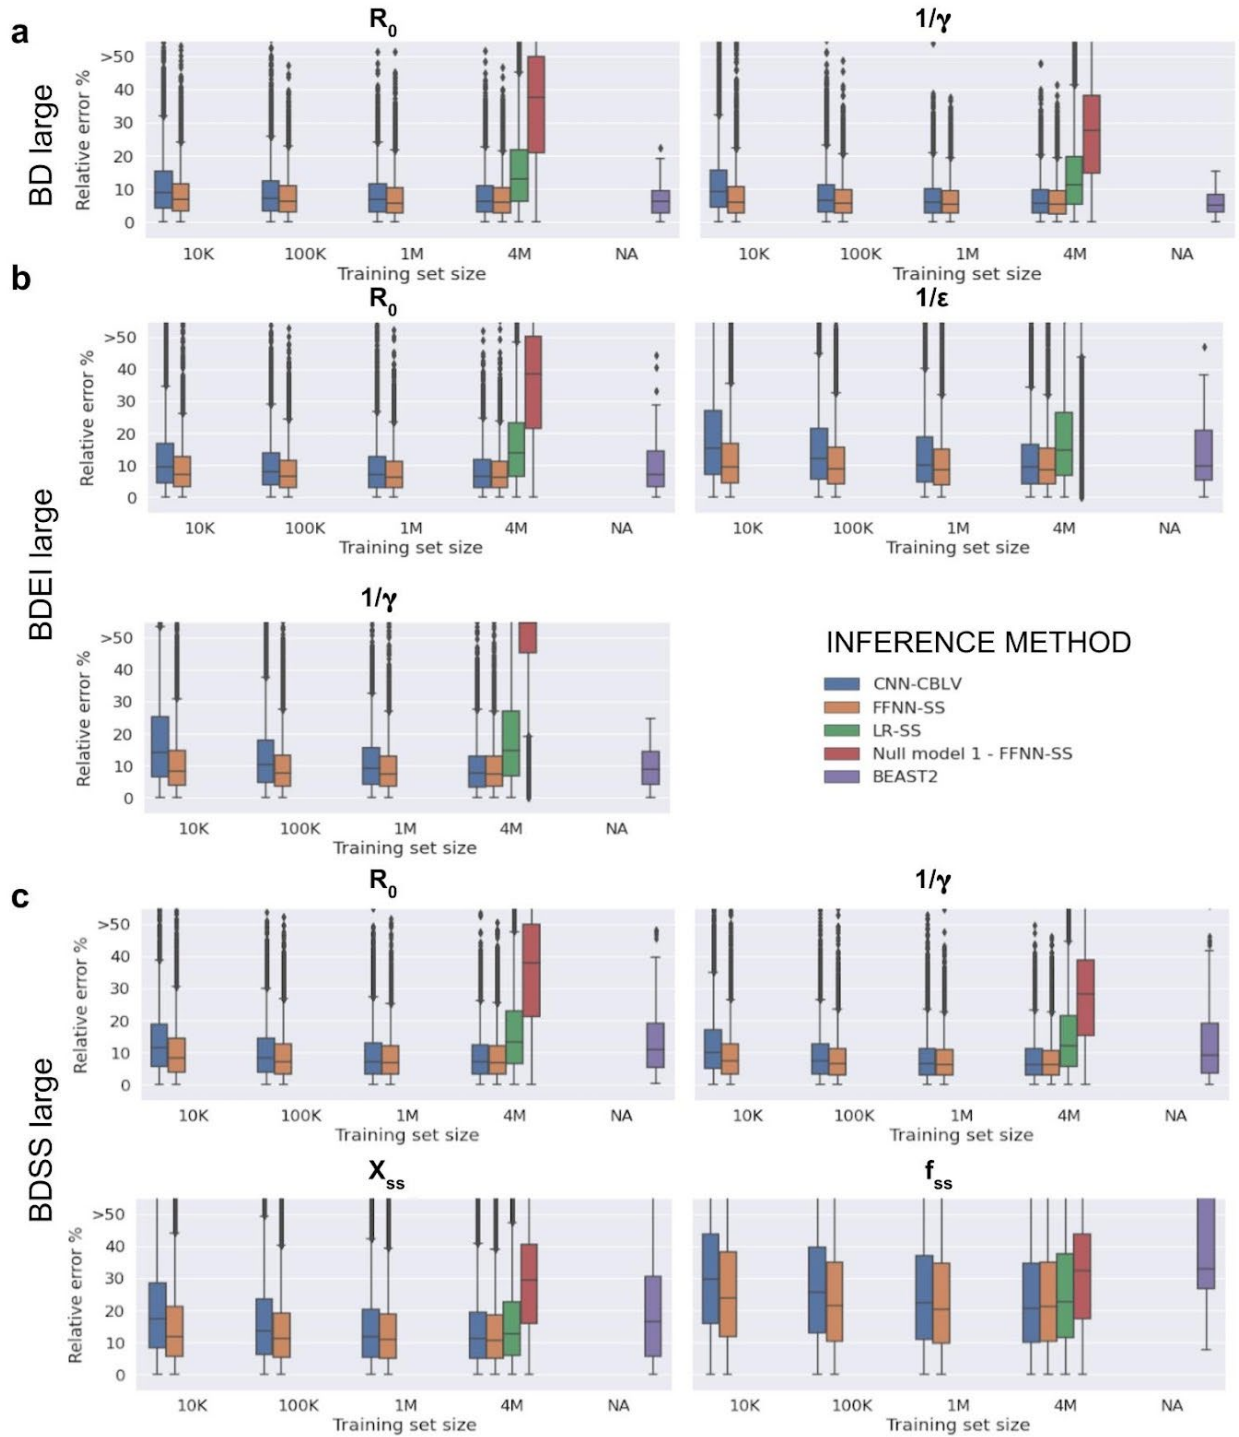 a
BD large
R0
Relative error %
>50
40
30
20
10
0
10K 100K 1M 4M NA
Training set size
1/γ
10K 100K 1M 4M NA
Training set size
b
BDEI large
R0
Relative error %
>50
40
30
20
10
0
10K 100K 1M 4M NA
Training set size
1/ε
10K 100K 1M 4M NA
Training set size
1/γ
Relative error %
>50
40
30
20
10
0
10K 100K 1M 4M NA
Training set size
INFERENCE METHOD
CNN-CBLV
FFNN-SS
LR-SS
Null model 1 - FFNN-SS
BEAST2
c
BDSS large
R0
Relative error %
>50
40
30
20
10
0
10K 100K 1M 4M NA
Training set size
1/γ
10K 100K 1M 4M NA
Training set size
Xss
Relative error %
>50
40
30
20
10
0
10K 100K 1M 4M NA
Training set size
fss
10K 100K 1M 4M NA
Training set size